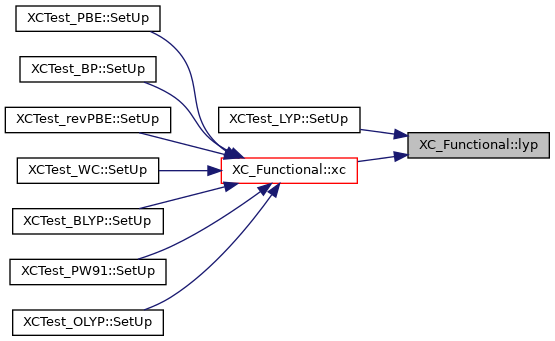 XCTest_PBE::SetUp
XCTest_BP::SetUp
XCTest_revPBE::SetUp
XCTest_WC::SetUp
XCTest_BLYP::SetUp
XCTest_PW91::SetUp
XCTest_OLYP::SetUp
XCTest_LYP::SetUp
XC_Functional::xc
XC_Functional::lyp